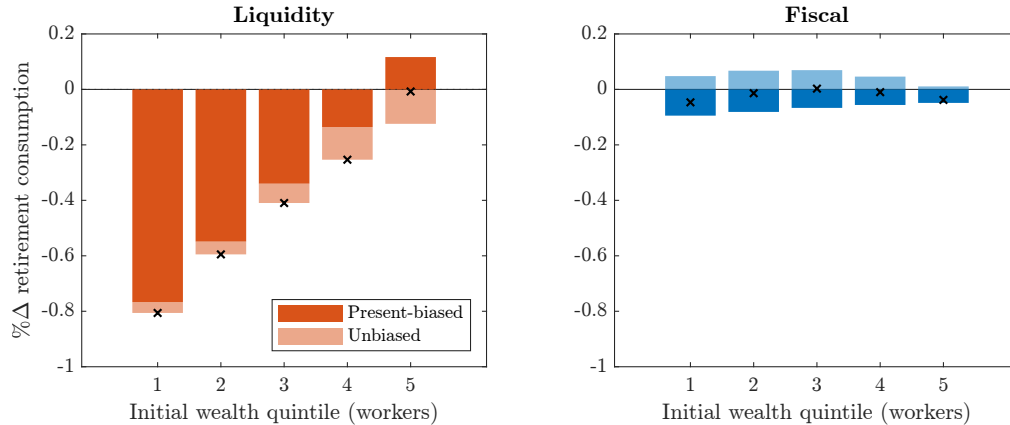 Liquidity
0.2
0
-0.2
-0.4
-0.6
-0.8
-1
%Δ retirement consumption
Present-biased
Unbiased
1 2 3 4 5
Initial wealth quintile (workers)
Fiscal
0.2
0
-0.2
-0.4
-0.6
-0.8
-1
1 2 3 4 5
Initial wealth quintile (workers)